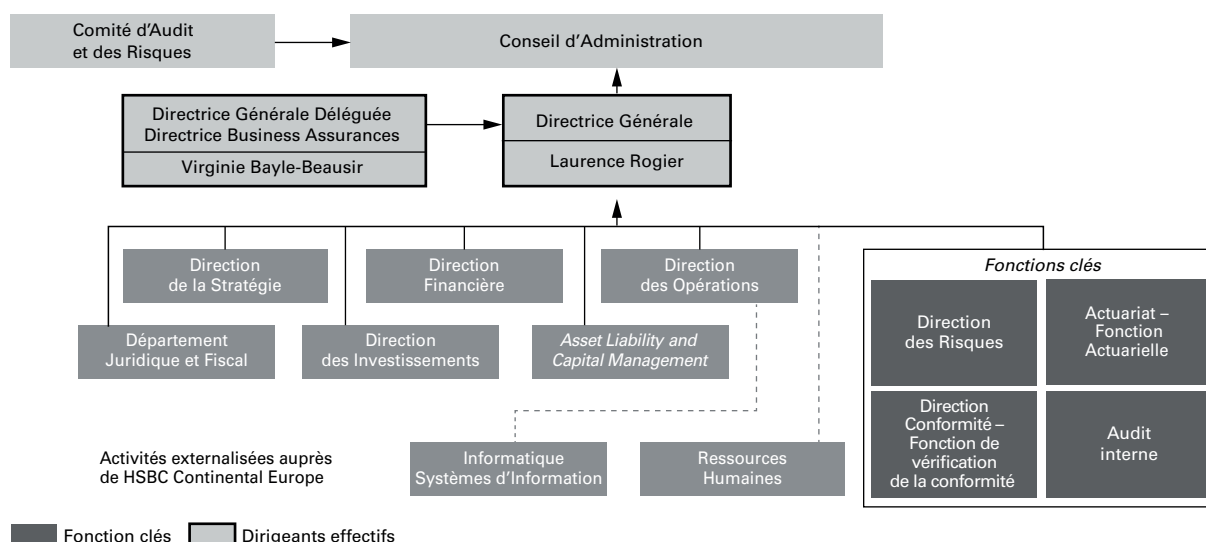 Comité d'Audit
et des Risques
Conseil d'Administration
Directrice Générale Déléguée
Directrice Business Assurances
Virginie Bayle-Beausir
Directrice Générale
Laurence Rogier
Direction
de la Stratégie
Direction
Financière
Direction
des Opérations
Département
Juridique et Fiscal
Direction
des Investissements
Asset Liability and
Capital Management
Fonctions clés
Direction
des Risques
Actuariat –
Fonction
Actuarielle
Direction
Conformité –
Fonction de
vérification
de la conformité
Audit
interne
Activités externalisées auprès
de HSBC Continental Europe
Informatique
Systèmes d'Information
Ressources
Humaines
Fonction clés
Dirigeants effectifs